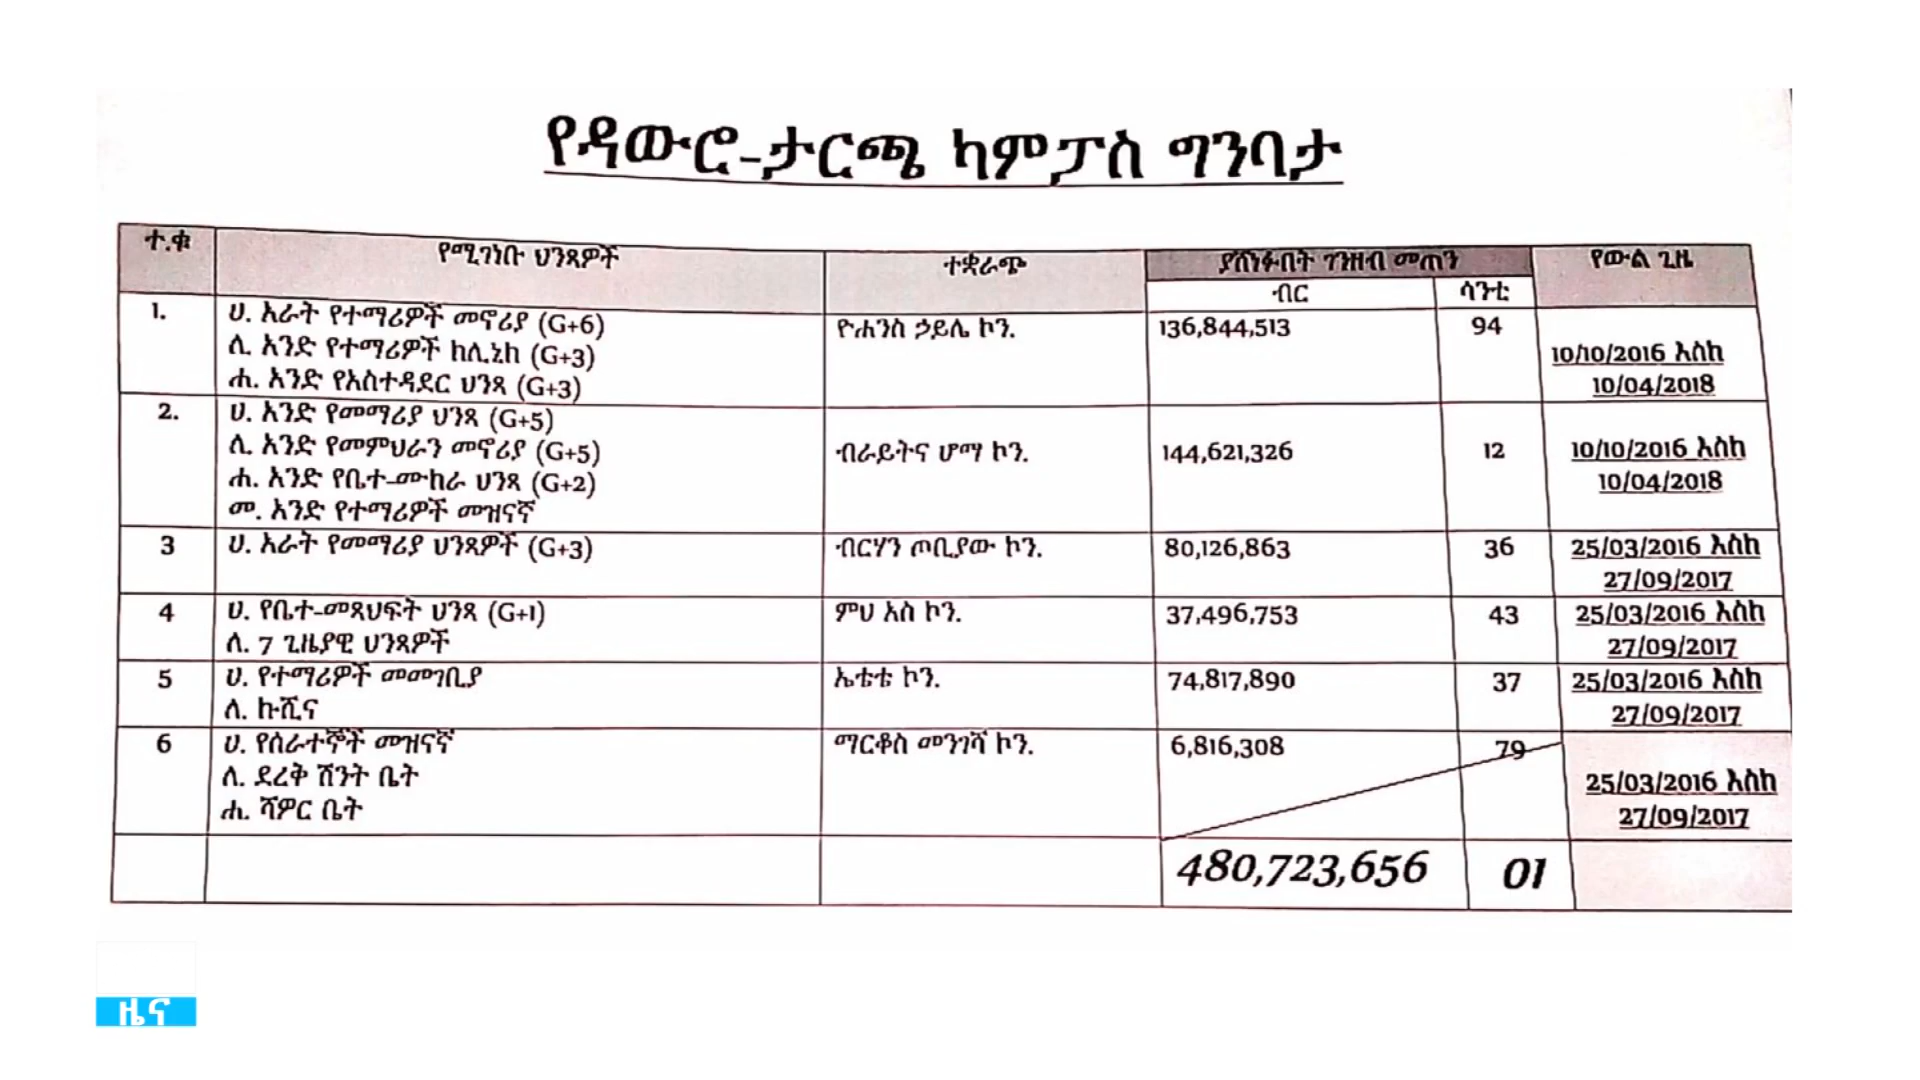 የዳውሮ-ታርጫ ካምፓስ ግንባታ
ተ.ቁ የሚገነቡ ህንጻዎች ተቋራጭ ያሸነፉበት ገንዘብ መጠን የውል ጊዜ
ብር ሳንቲ
1. ሀ. አራት የተማሪዎች መኖሪያ (G+6) ዮሐንስ ኃይሌ ኮን. 136,844,513 94
ለ. አንድ የተማሪዎች ክሊኒክ (G+3) 10/10/2016 እስከ
ሐ. አንድ የአስተዳደር ህንጻ (G+3) 10/04/2018
2. ሀ. አንድ የመማሪያ ህንጻ (G+5)
ለ. አንድ የመምህራን መኖሪያ (G+5) ብራይትና ሆማ ኮን. 144,621,326 12 10/10/2016 እስከ
ሐ. አንድ የቤተ-ሙከራ ህንጻ (G+2) 10/04/2018
መ. አንድ የተማሪዎች መዝናኛ
3 ሀ. አራት የመማሪያ ህንጻዎች (G+3) ብርሃን ጦቢያው ኮን. 80,126,863 36 25/03/2016 እስከ
27/09/2017
4 ሀ. የቤተ-መጻህፍት ህንጻ (G+1) ምህ አስ ኮን. 37,496,753 43 25/03/2016 እስከ
ለ. 7 ጊዜያዊ ህንጻዎች 27/09/2017
5 ሀ. የተማሪዎች መመገቢያ ኤቴቴ ኮን. 74,817,890 37 25/03/2016 እስከ
ለ. ኩሺና 27/09/2017
6 ሀ. የሰራተኞች መዝናኛ ማርቆስ መንገሻ ኮን. 6,816,308 79
ለ. ደረቅ ሽንት ቤት 25/03/2016 እስከ
ሐ. ሻዎር ቤት 27/09/2017
480,723,656 01
ዜና